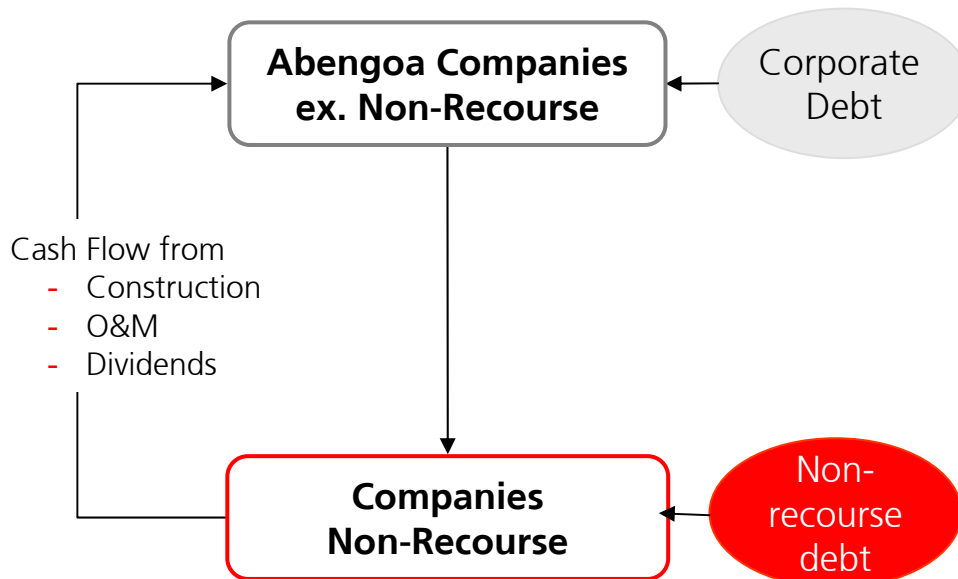 Abengoa Companies
ex. Non-Recourse
Corporate
Debt
Cash Flow from
- Construction
- O&M
- Dividends
Companies
Non-Recourse
Non-
recourse
debt